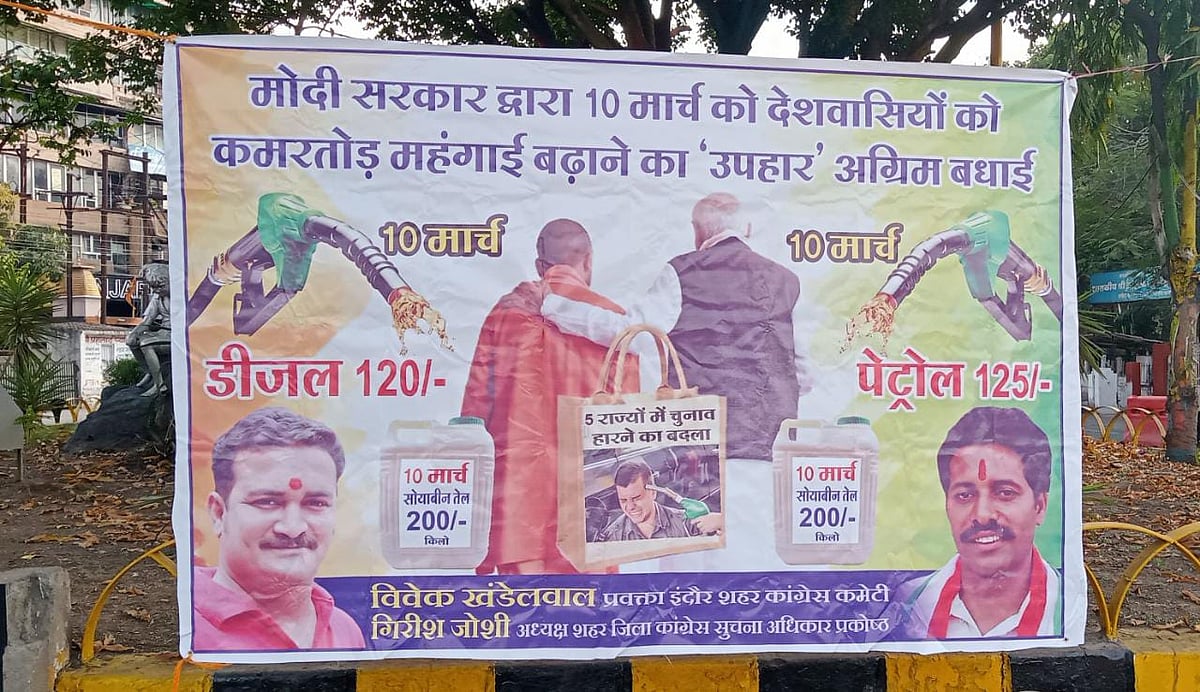 मोदी सरकार द्वारा 10 मार्च को देशवासियों को
कमरतोड़ महंगाई बढ़ाने का 'उपहार' अग्रिम बधाई
10 मार्च
10 मार्च
डीजल 120/-
पेट्रोल 125/-
5 राज्यों में चुनाव
हारने का बदला
10 मार्च
सोयाबीन तेल
200/-
किलो
10 मार्च
सोयाबीन तेल
200/-
किलो
विवेक खंडेलवाल प्रवक्ता इंदौर शहर कांग्रेस कमेटी
गिरीश जोशी अध्यक्ष शहर जिला कांग्रेस सुचना अधिकार प्रकोष्ठ